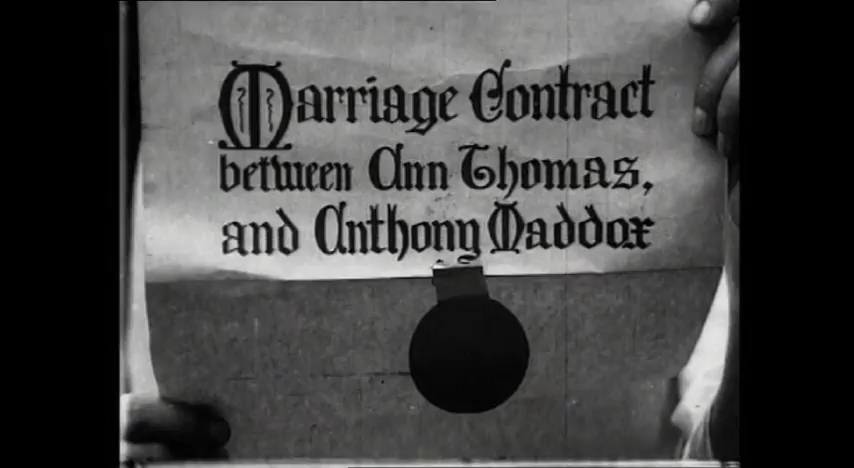 Marriage Contract
between Ann Thomas,
and Anthony Maddox